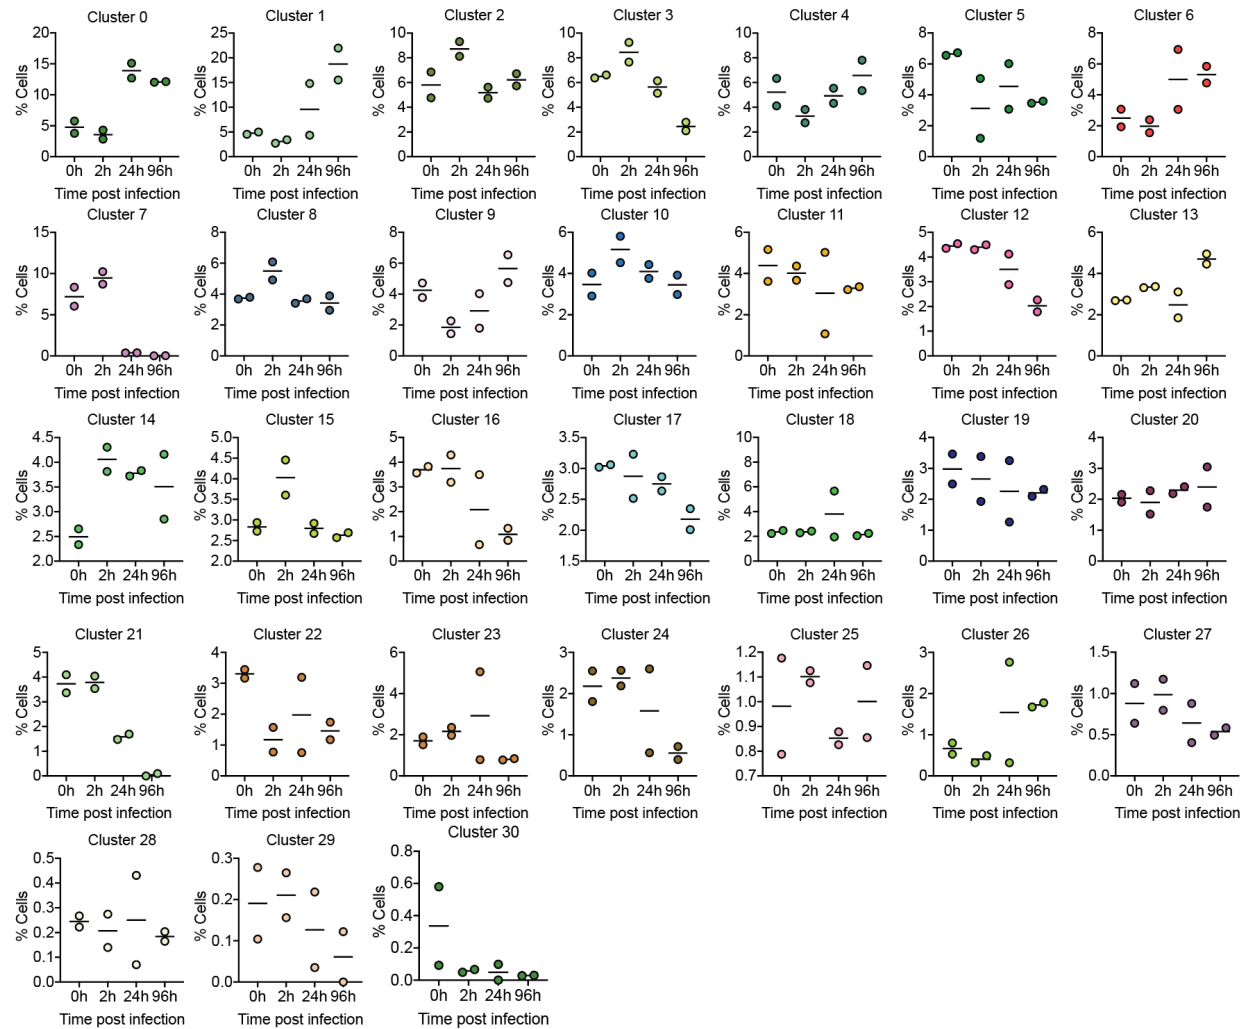 Cluster 0
% Cells
20
15
10
5
0
0h 2h 24h 96h
Time post infection
Cluster 1
% Cells
25
20
15
10
5
0
0h 2h 24h 96h
Time post infection
Cluster 2
% Cells
10
8
6
4
2
0
0h 2h 24h 96h
Time post infection
Cluster 3
% Cells
10
8
6
4
2
0
0h 2h 24h 96h
Time post infection
Cluster 4
% Cells
10
8
6
4
2
0
0h 2h 24h 96h
Time post infection
Cluster 5
% Cells
8
6
4
2
0
0h 2h 24h 96h
Time post infection
Cluster 6
% Cells
8
6
4
2
0
0h 2h 24h 96h
Time post infection
Cluster 7
% Cells
15
10
5
0
0h 2h 24h 96h
Time post infection
Cluster 8
% Cells
8
6
4
2
0
0h 2h 24h 96h
Time post infection
Cluster 9
% Cells
8
6
4
2
0
0h 2h 24h 96h
Time post infection
Cluster 10
% Cells
6
4
2
0
0h 2h 24h 96h
Time post infection
Cluster 11
% Cells
6
4
2
0
0h 2h 24h 96h
Time post infection
Cluster 12
% Cells
5
4
3
2
1
0
0h 2h 24h 96h
Time post infection
Cluster 13
% Cells
6
4
2
0
0h 2h 24h 96h
Time post infection
Cluster 14
% Cells
4.5
4.0
3.5
3.0
2.5
2.0
0h 2h 24h 96h
Time post infection
Cluster 15
% Cells
5.0
4.5
4.0
3.5
3.0
2.5
2.0
0h 2h 24h 96h
Time post infection
Cluster 16
% Cells
5
4
3
2
1
0
0h 2h 24h 96h
Time post infection
Cluster 17
% Cells
3.5
3.0
2.5
2.0
1.5
0h 2h 24h 96h
Time post infection
Cluster 18
% Cells
10
8
6
4
2
0
0h 2h 24h 96h
Time post infection
Cluster 19
% Cells
4
3
2
1
0
0h 2h 24h 96h
Time post infection
Cluster 20
% Cells
4
3
2
1
0
0h 2h 24h 96h
Time post infection
Cluster 21
% Cells
5
4
3
2
1
0
0h 2h 24h 96h
Time post infection
Cluster 22
% Cells
4
3
2
1
0
0h 2h 24h 96h
Time post infection
Cluster 23
% Cells
6
4
2
0
0h 2h 24h 96h
Time post infection
Cluster 24
% Cells
3
2
1
0
0h 2h 24h 96h
Time post infection
Cluster 25
% Cells
1.2
1.1
1.0
0.9
0.8
0.7
0h 2h 24h 96h
Time post infection
Cluster 26
% Cells
3
2
1
0
0h 2h 24h 96h
Time post infection
Cluster 27
% Cells
1.5
1.0
0.5
0.0
0h 2h 24h 96h
Time post infection
Cluster 28
% Cells
0.5
0.4
0.3
0.2
0.1
0.0
0h 2h 24h 96h
Time post infection
Cluster 29
% Cells
0.3
0.2
0.1
0.0
0h 2h 24h 96h
Time post infection
Cluster 30
% Cells
0.8
0.6
0.4
0.2
0.0
0h 2h 24h 96h
Time post infection